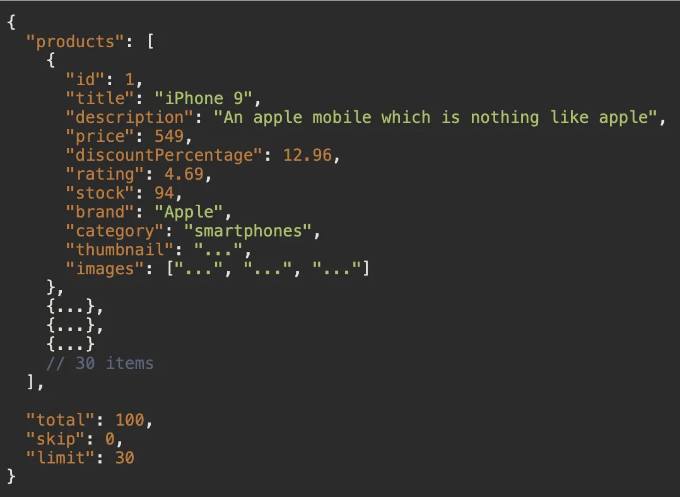 {
  "products": [
    {
      "id": 1,
      "title": "iPhone 9",
      "description": "An apple mobile which is nothing like apple",
      "price": 549,
      "discountPercentage": 12.96,
      "rating": 4.69,
      "stock": 94,
      "brand": "Apple",
      "category": "smartphones",
      "thumbnail": "...",
      "images": ["...", "...", "..."]
    },
    {...},
    {...},
    {...}
    // 30 items
  ],

  "total": 100,
  "skip": 0,
  "limit": 30
}